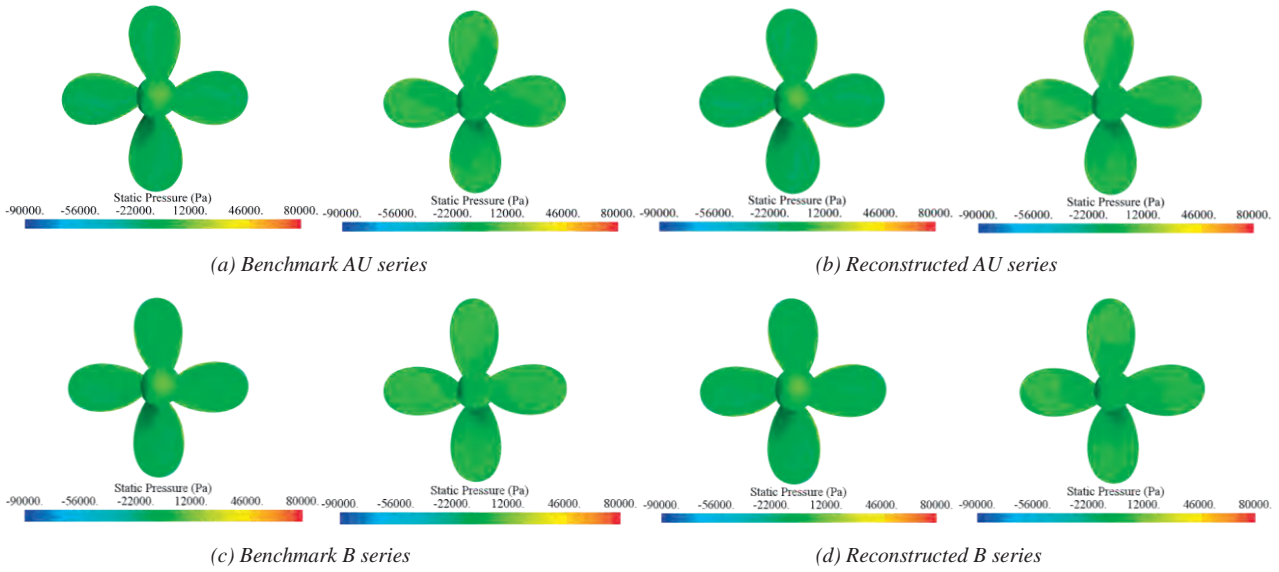 Static Pressure (Pa)
-90000. -56000. -22000. 12000. 46000. 80000.
Static Pressure (Pa)
-90000. -56000. -22000. 12000. 46000. 80000.
(a) Benchmark AU series
Static Pressure (Pa)
-90000. -56000. -22000. 12000. 46000. 80000.
Static Pressure (Pa)
-90000. -56000. -22000. 12000. 46000. 80000.
(b) Reconstructed AU series
Static Pressure (Pa)
-90000. -56000. -22000. 12000. 46000. 80000.
Static Pressure (Pa)
-90000. -56000. -22000. 12000. 46000. 80000.
(c) Benchmark B series
Static Pressure (Pa)
-90000. -56000. -22000. 12000. 46000. 80000.
Static Pressure (Pa)
-90000. -56000. -22000. 12000. 46000. 80000.
(d) Reconstructed B series